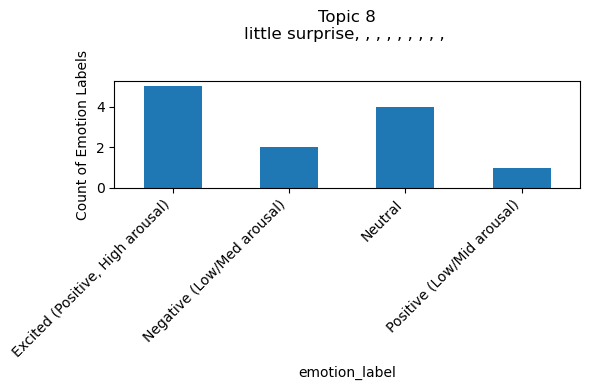 Topic 8
little surprise, , , , , , , , ,
Count of Emotion Labels
4
2
0
Excited (Positive, High arousal)
Negative (Low/Med arousal)
Neutral
Positive (Low/Mid arousal)
emotion_label